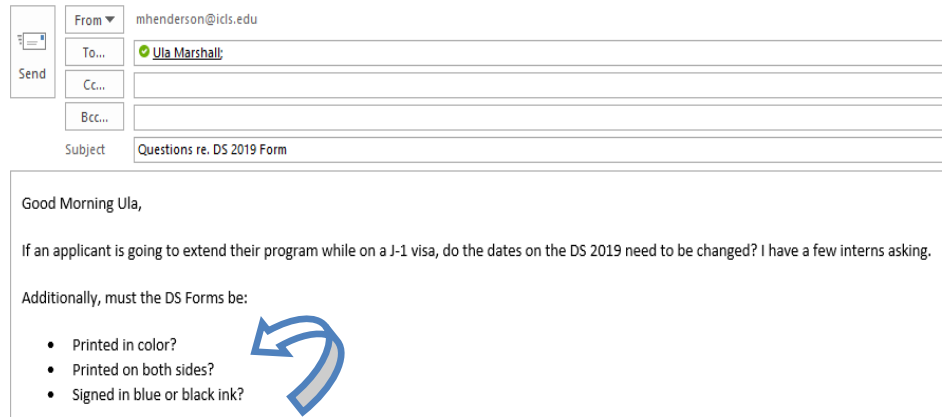 From ▼ mhenderson@icls.edu
To... Ula Marshall;
Send
Cc...
Bcc...
Subject Questions re. DS 2019 Form
Good Morning Ula,
If an applicant is going to extend their program while on a J-1 visa, do the dates on the DS 2019 need to be changed? I have a few interns asking.
Additionally, must the DS Forms be:
• Printed in color?
• Printed on both sides?
• Signed in blue or black ink?